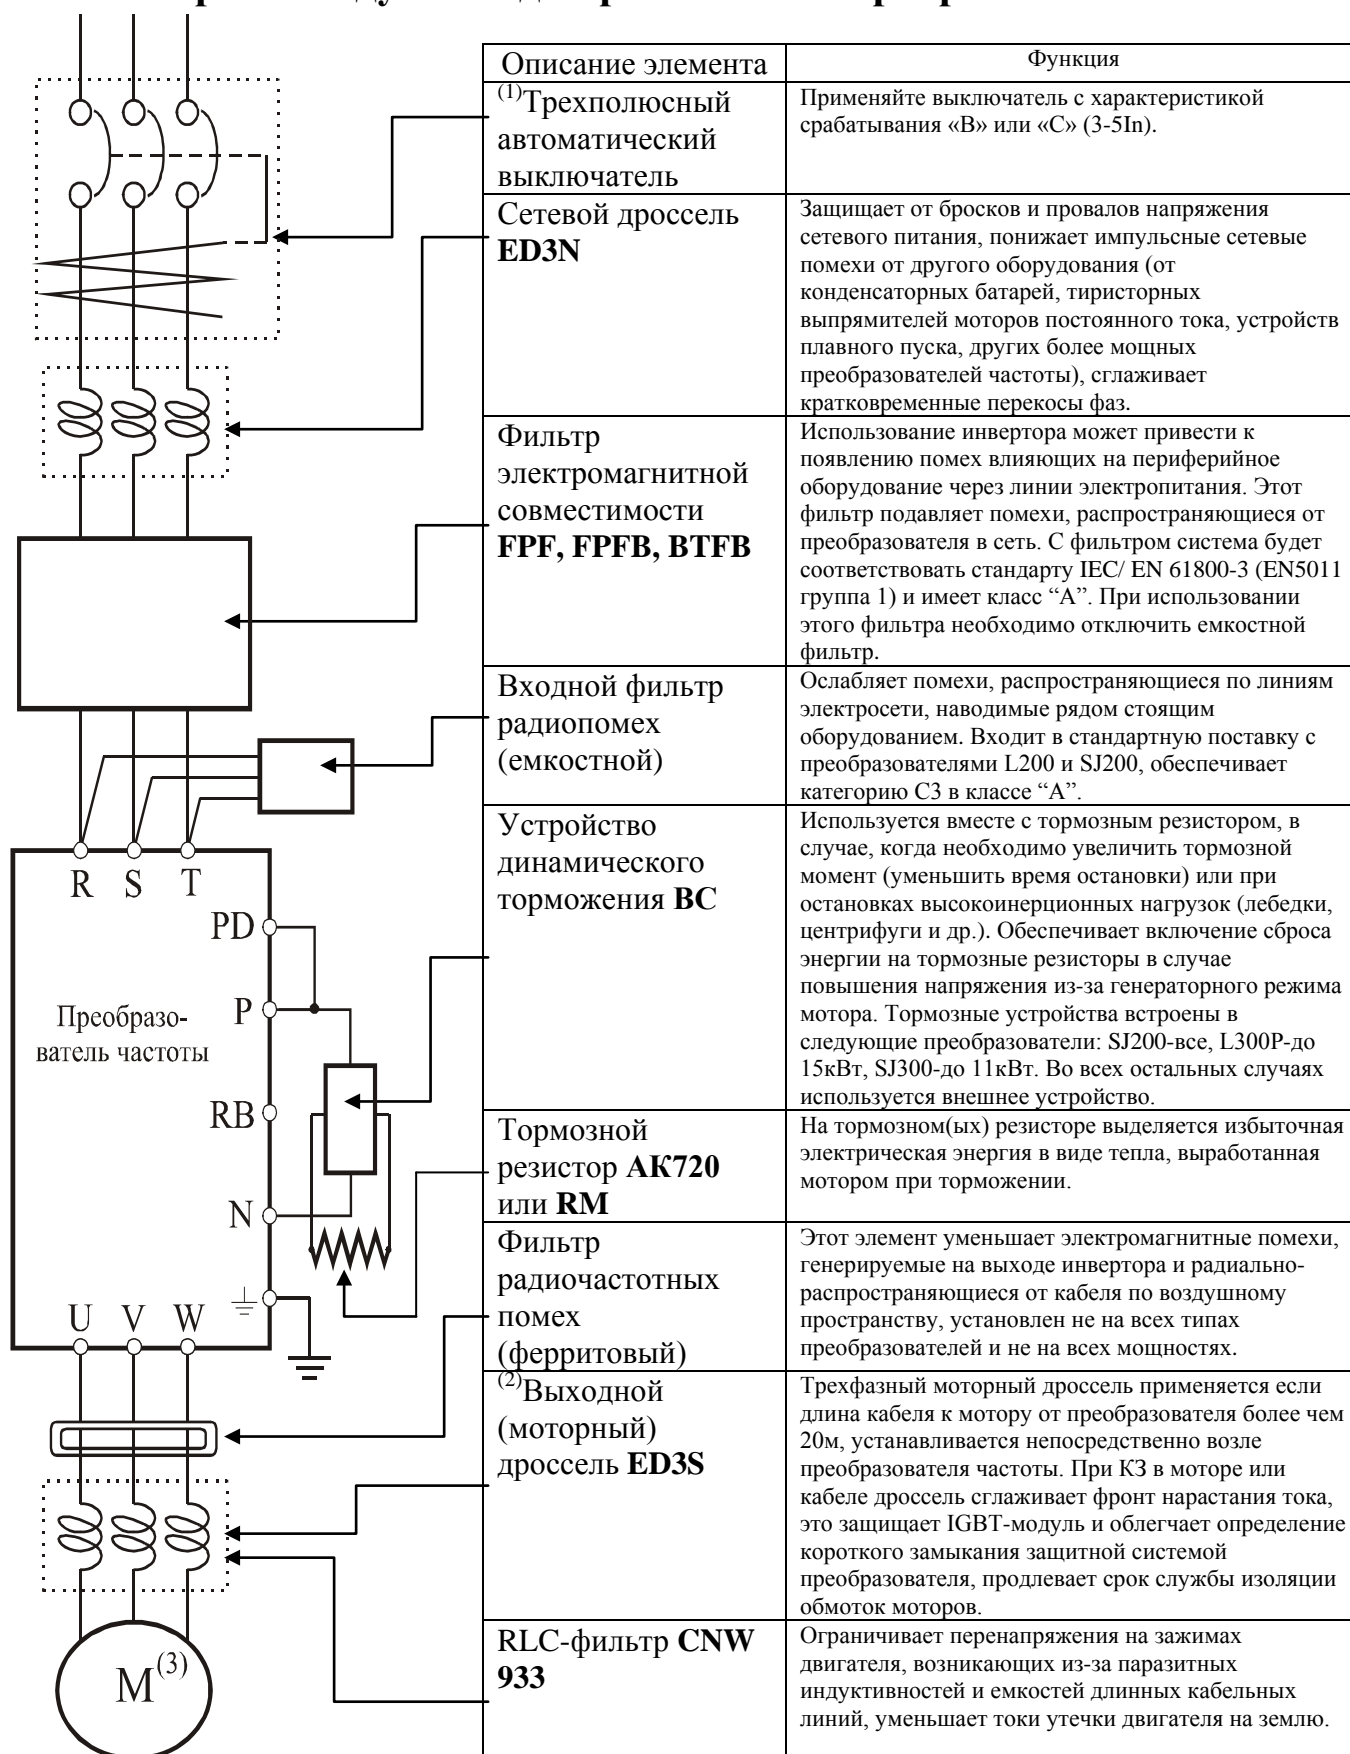 Описание элемента
Функция
(1)Трехполюсный
автоматический
выключатель
Применяйте выключатель с характеристикой
срабатывания «В» или «С» (3-5In).
Сетевой дроссель
ED3N
Защищает от бросков и провалов напряжения
сетевого питания, понижает импульсные сетевые
помехи от другого оборудования (от
конденсаторных батарей, тиристорных
выпрямителей моторов постоянного тока, устройств
плавного пуска, других более мощных
преобразователей частоты), сглаживает
кратковременные перекосы фаз.
Фильтр
электромагнитной
совместимости
FPF, FPFB, BTFB
Использование инвертора может привести к
появлению помех влияющих на периферийное
оборудование через линии электропитания. Этот
фильтр подавляет помехи, распространяющиеся от
преобразователя в сеть. С фильтром система будет
соответствовать стандарту IEC/ EN 61800-3 (EN5011
группа 1) и имеет класс “А”. При использовании
этого фильтра необходимо отключить емкостной
фильтр.
Входной фильтр
радиопомех
(емкостной)
Ослабляет помехи, распространяющиеся по линиям
электросети, наводимые рядом стоящим
оборудованием. Входит в стандартную поставку с
преобразователями L200 и SJ200, обеспечивает
категорию С3 в классе “А”.
Устройство
динамического
торможения ВС
Используется вместе с тормозным резистором, в
случае, когда необходимо увеличить тормозной
момент (уменьшить время остановки) или при
остановках высокоинерционных нагрузок (лебедки,
центрифуги и др.). Обеспечивает включение сброса
энергии на тормозные резисторы в случае
повышения напряжения из-за генераторного режима
мотора. Тормозные устройства встроены в
следующие преобразователи: SJ200-все, L300P-до
15кВт, SJ300-до 11кВт. Во всех остальных случаях
используется внешнее устройство.
Тормозной
резистор АК720
или RM
На тормозном(ых) резисторе выделяется избыточная
электрическая энергия в виде тепла, выработанная
мотором при торможении.
Фильтр
радиочастотных
помех
(ферритовый)
Этот элемент уменьшает электромагнитные помехи,
генерируемые на выходе инвертора и радиально-
распространяющиеся от кабеля по воздушному
пространству, установлен не на всех типах
преобразователей и не на всех мощностях.
(2)Выходной
(моторный)
дроссель ED3S
Трехфазный моторный дроссель применяется если
длина кабеля к мотору от преобразователя более чем
20м, устанавливается непосредственно возле
преобразователя частоты. При КЗ в моторе или
кабеле дроссель сглаживает фронт нарастания тока,
это защищает IGBT-модуль и облегчает определение
короткого замыкания защитной системой
преобразователя, продлевает срок службы изоляции
обмоток моторов.
RLC-фильтр CNW
933
Ограничивает перенапряжения на зажимах
двигателя, возникающих из-за паразитных
индуктивностей и емкостей длинных кабельных
линий, уменьшает токи утечки двигателя на землю.
R S T
PD
P
Преобразо-
ватель частоты
RB
N
U V W
M(3)